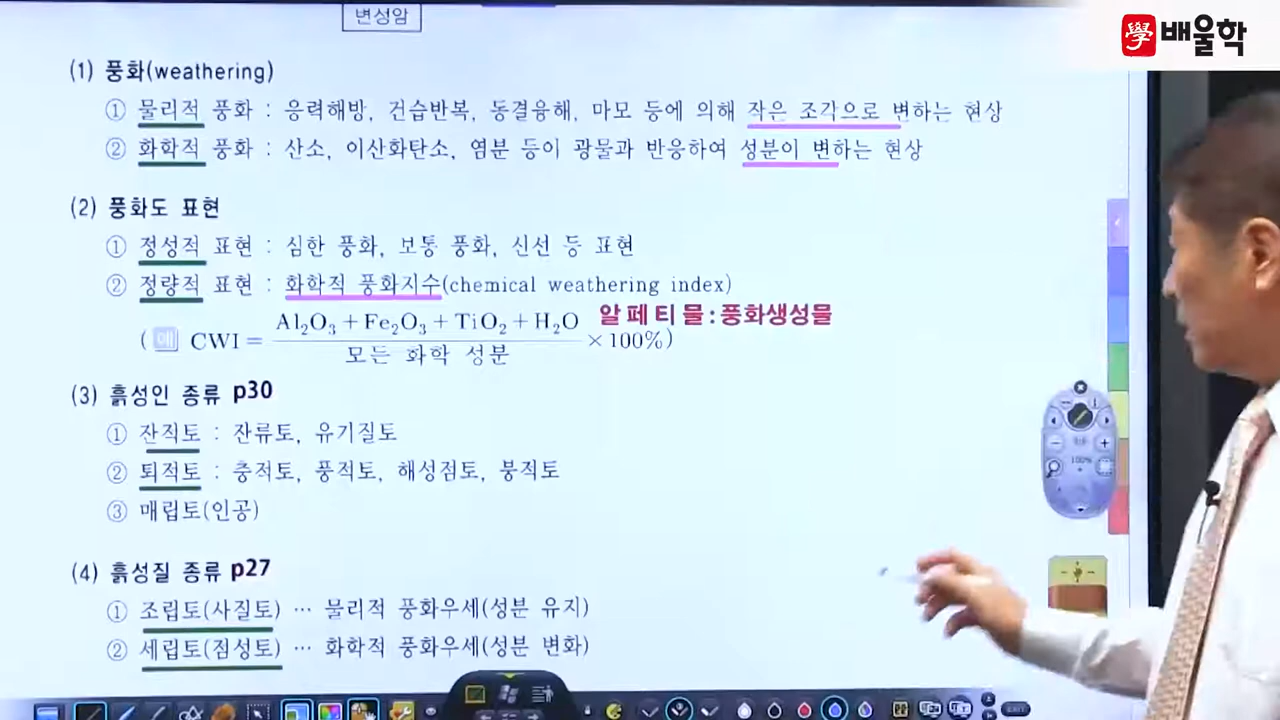 學 배울학
변성암
(1) 풍화(weathering)
① 물리적 풍화 : 응력해방, 건습반복, 동결융해, 마모 등에 의해 작은 조각으로 변하는 현상
② 화학적 풍화 : 산소, 이산화탄소, 염분 등이 광물과 반응하여 성분이 변하는 현상
(2) 풍화도 표현
① 정성적 표현 : 심한 풍화, 보통 풍화, 신선 등 표현
② 정량적 표현 : 화학적 풍화지수(chemical weathering index)
알 페 티 물 : 풍화생성물
( 예 CWI = Al₂O₃ + Fe₂O₃ + TiO₂ + H₂O / 모든 화학 성분 × 100%)
(3) 흙성인 종류 p30
① 잔적토 : 잔류토, 유기질토
② 퇴적토 : 충적토, 풍적토, 해성점토, 붕적토
③ 매립토(인공)
(4) 흙성질 종류 p27
① 조립토(사질토) ··· 물리적 풍화우세(성분 유지)
② 세립토(점성토) ··· 화학적 풍화우세(성분 변화)
100%
EXIT